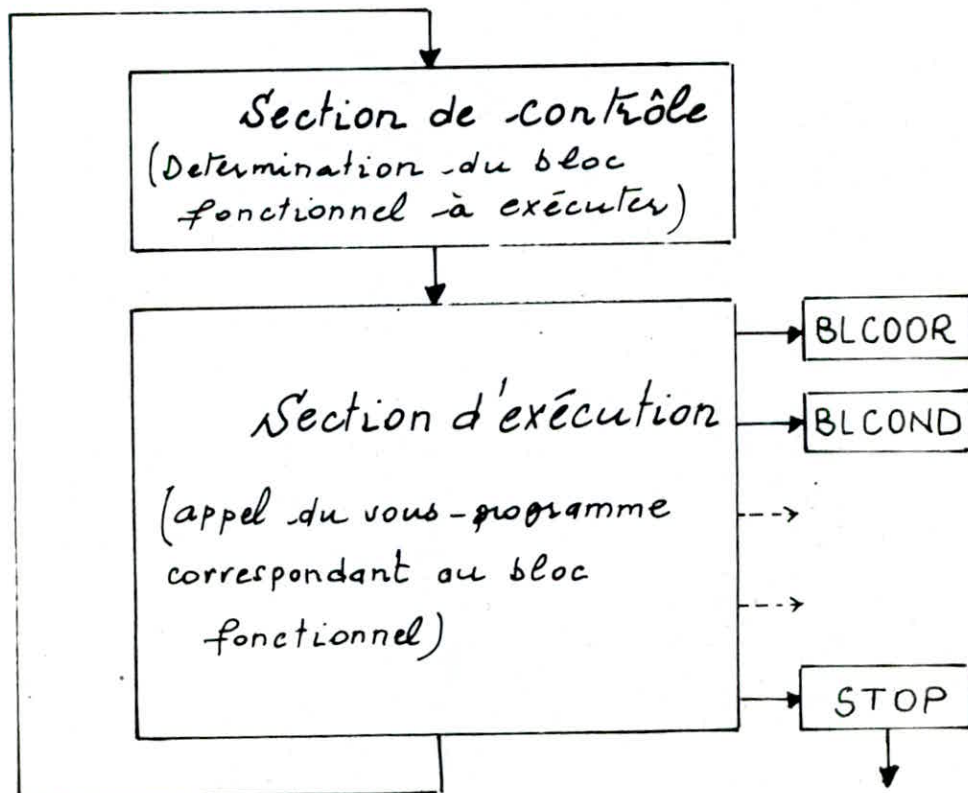 Section de contrôle
(Determination du bloc
fonctionnel à exécuter)
BLCOOR
Section d'exécution
BLCOND
(appel du sous-programme
correspondant au bloc
fonctionnel)
STOP